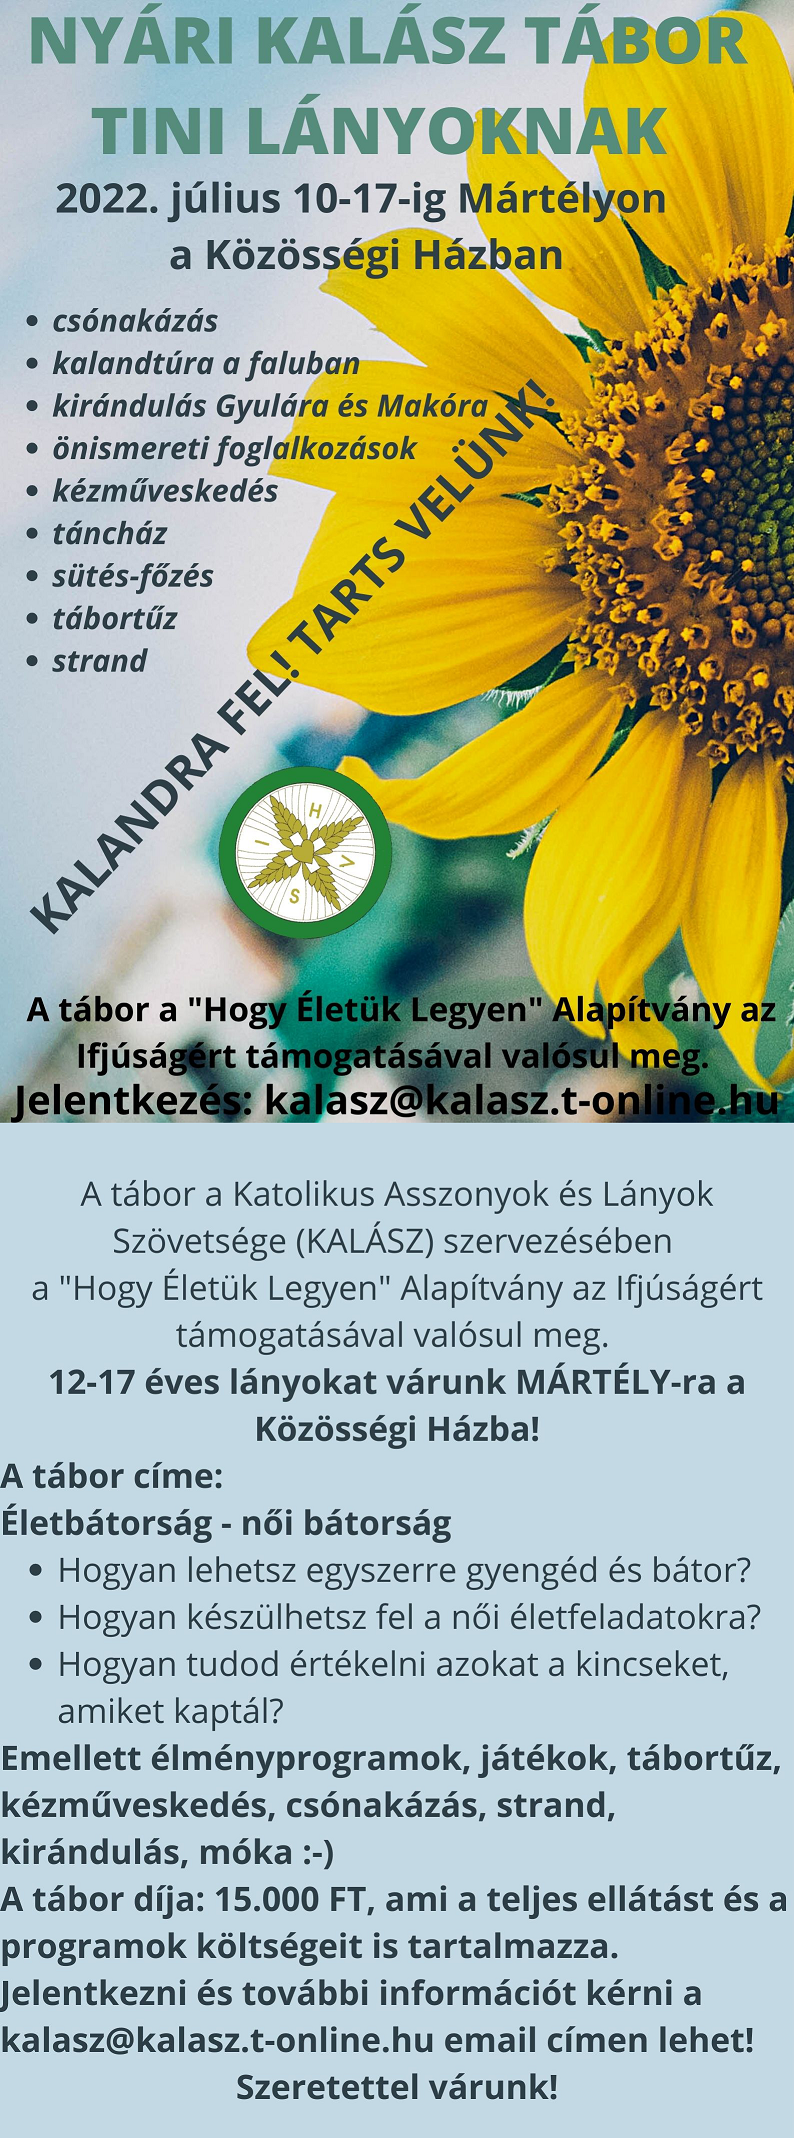 NYÁRI KALÁSZ TÁBOR
TINI LÁNYOKNAK
2022. július 10-17-ig Mártélyon
a Közösségi Házban
• csónakázás
• kalandtúra a faluban
• kirándulás Gyulára és Makóra
• önismereti foglalkozások
• kézműveskedés
• táncház
• sütés-főzés
• tábortűz
• strand
KALANDRA FEL! TARTS VELÜNK!
I H V S
A tábor a "Hogy Életük Legyen" Alapítvány az
Ifjúságért támogatásával valósul meg.
Jelentkezés: kalasz@kalasz.t-online.hu
A tábor a Katolikus Asszonyok és Lányok
Szövetsége (KALÁSZ) szervezésében
a "Hogy Életük Legyen" Alapítvány az Ifjúságért
támogatásával valósul meg.
12-17 éves lányokat várunk MÁRTÉLY-ra a
Közösségi Házba!
A tábor címe:
Életbátorság - női bátorság
• Hogyan lehetsz egyszerre gyengéd és bátor?
• Hogyan készülhetsz fel a női életfeladatokra?
• Hogyan tudod értékelni azokat a kincseket,
amiket kaptál?
Emellett élményprogramok, játékok, tábortűz,
kézműveskedés, csónakázás, strand,
kirándulás, móka :-)
A tábor díja: 15.000 FT, ami a teljes ellátást és a
programok költségeit is tartalmazza.
Jelentkezni és további információt kérni a
kalasz@kalasz.t-online.hu email címen lehet!
Szeretettel várunk!